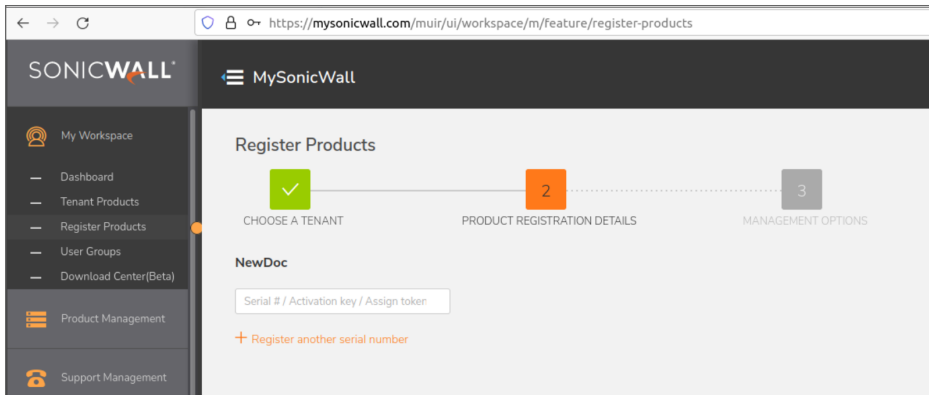 https://mysonicwall.com/muir/ui/workspace/m/feature/register-products
SONICWALL
MySonicWall
My Workspace
Dashboard
Tenant Products
Register Products
User Groups
Download Center(Beta)
Product Management
Support Management
Register Products
2
3
CHOOSE A TENANT
PRODUCT REGISTRATION DETAILS
MANAGEMENT OPTIONS
NewDoc
Serial # / Activation key / Assign token
+ Register another serial number